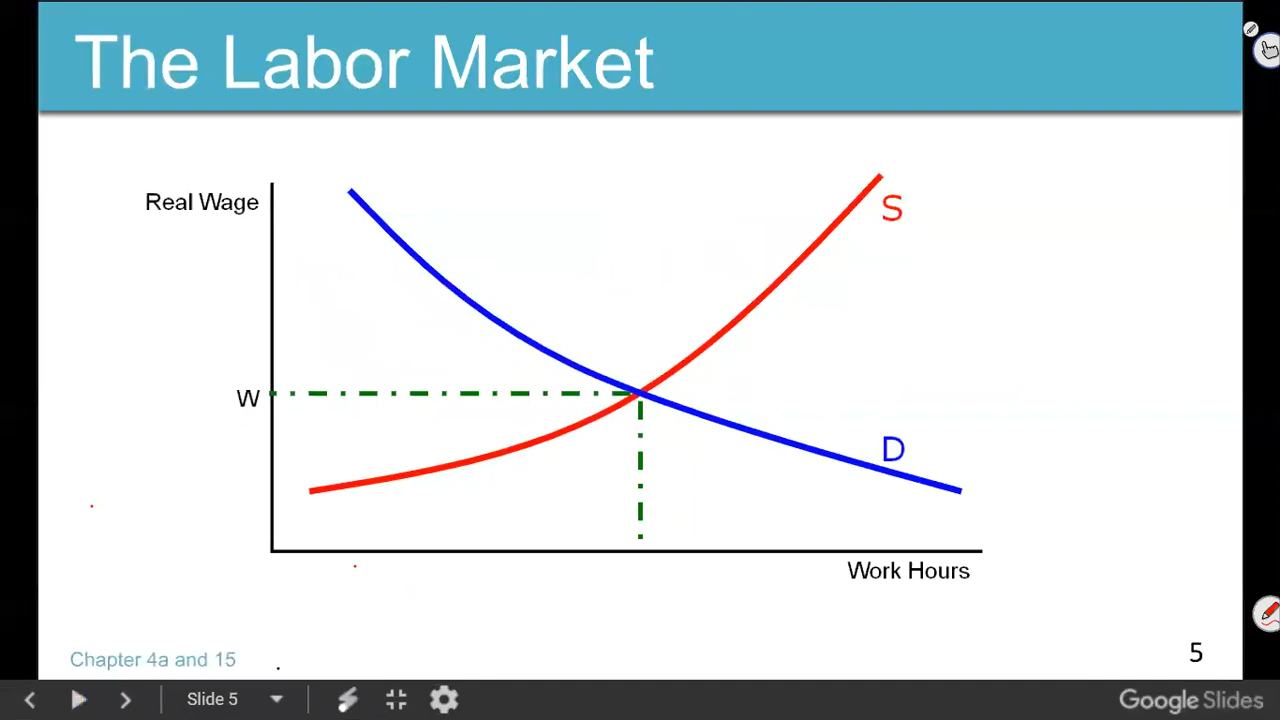 The Labor Market
Real Wage
S
W
D
Work Hours
Chapter 4a and 15
5
Slide 5
Google Slides